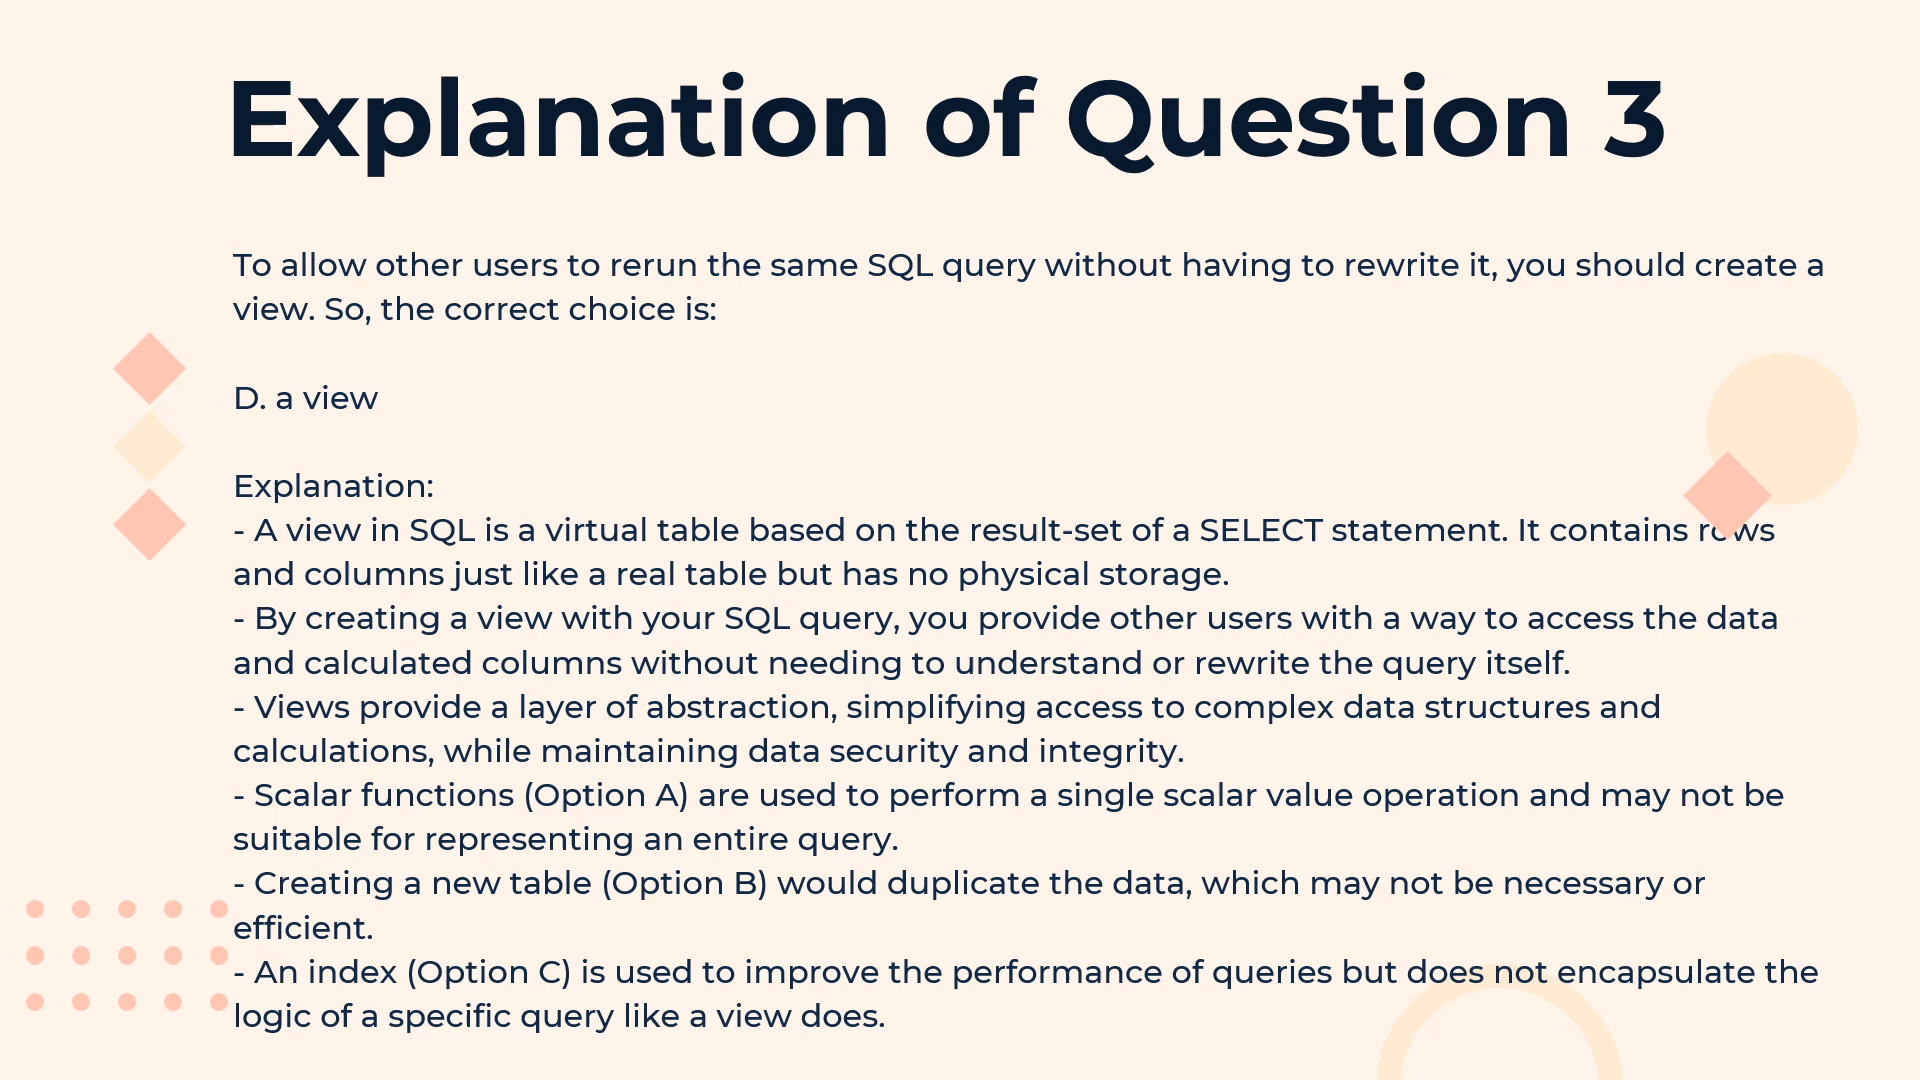 Explanation of Question 3
To allow other users to rerun the same SQL query without having to rewrite it, you should create a
view. So, the correct choice is:
D. a view
Explanation:
- A view in SQL is a virtual table based on the result-set of a SELECT statement. It contains rows
and columns just like a real table but has no physical storage.
- By creating a view with your SQL query, you provide other users with a way to access the data
and calculated columns without needing to understand or rewrite the query itself.
- Views provide a layer of abstraction, simplifying access to complex data structures and
calculations, while maintaining data security and integrity.
- Scalar functions (Option A) are used to perform a single scalar value operation and may not be
suitable for representing an entire query.
- Creating a new table (Option B) would duplicate the data, which may not be necessary or
efficient.
- An index (Option C) is used to improve the performance of queries but does not encapsulate the
logic of a specific query like a view does.